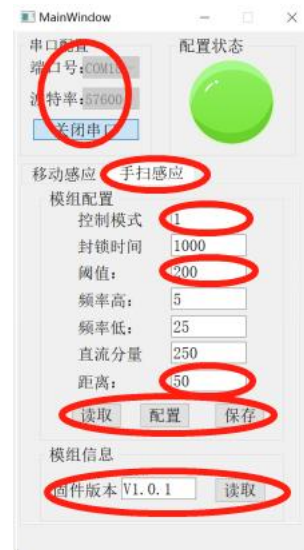 MainWindow
串口配置
配置状态
端口号:COM10
波特率:57600
关闭串口
移动感应 手扫感应
模组配置
控制模式 1
封锁时间 1000
阈值: 200
频率高: 5
频率低: 25
直流分量 250
距离: 50
读取 配置 保存
模组信息
固件版本 V1.0.1 读取